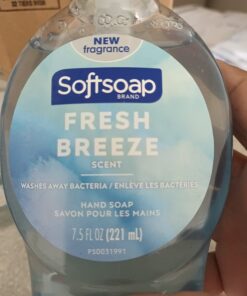 NEW
fragrance
Softsoap
BRAND
FRESH
BREEZE
SCENT
WASHES AWAY BACTERIA / ENLÈVE LES BACTÉRIES
HAND SOAP
SAVON POUR LES MAINS
7.5 FL OZ (221 mL)
P50031991